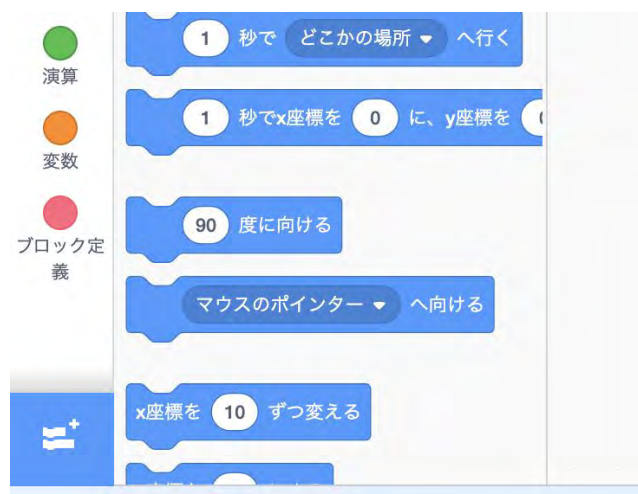 1 秒で どこかの場所 へ行く
演算
1 秒でx座標を 0 に、y座標を
変数
90 度に向ける
ブロック定
義
マウスのポインター へ向ける
x座標を 10 ずつ変える